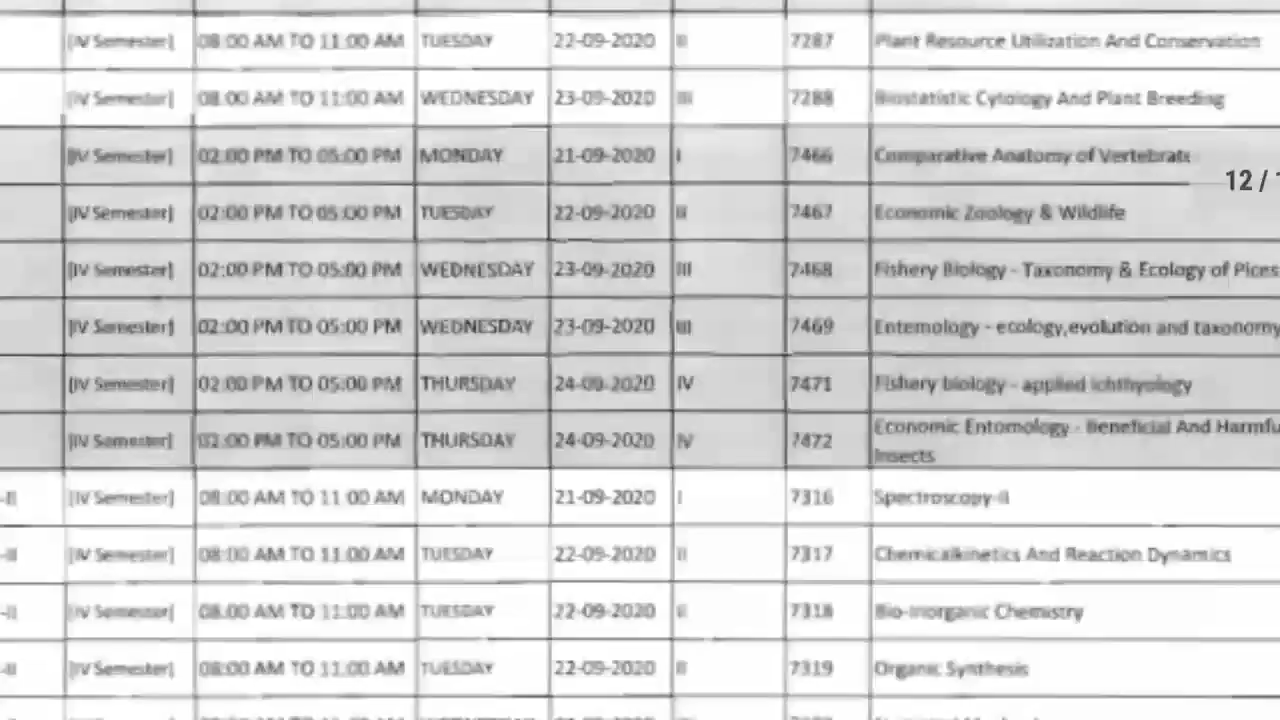 [IV Semester] 08:00 AM TO 11:00 AM TUESDAY 22-09-2020 II 7287 Plant Resource Utilization And Conservation
[IV Semester] 08:00 AM TO 11:00 AM WEDNESDAY 23-09-2020 III 7288 Biostatistic Cytology And Plant Breeding
[IV Semester] 02:00 PM TO 05:00 PM MONDAY 21-09-2020 I 7466 Comparative Anatomy of Vertebrate
12 /
[IV Semester] 02:00 PM TO 05:00 PM TUESDAY 22-09-2020 II 7467 Economic Zoology & Wildlife
[IV Semester] 02:00 PM TO 05:00 PM WEDNESDAY 23-09-2020 III 7468 Fishery Biology - Taxonomy & Ecology of Pices
[IV Semester] 02:00 PM TO 05:00 PM WEDNESDAY 23-09-2020 III 7469 Entemology - ecology,evolution and taxonomy
[IV Semester] 02:00 PM TO 05:00 PM THURSDAY 24-09-2020 IV 7471 Fishery biology - applied ichthyology
[IV Semester] 02:00 PM TO 05:00 PM THURSDAY 24-09-2020 IV 7472 Economic Entomology - Beneficial And Harmfu
Insects
-II [IV Semester] 08:00 AM TO 11:00 AM MONDAY 21-09-2020 I 7316 Spectroscopy-II
-II [IV Semester] 08:00 AM TO 11:00 AM TUESDAY 22-09-2020 II 7317 Chemicalkinetics And Reaction Dynamics
-II [IV Semester] 08:00 AM TO 11:00 AM TUESDAY 22-09-2020 II 7318 Bio-Inorganic Chemistry
-II [IV Semester] 08:00 AM TO 11:00 AM TUESDAY 22-09-2020 II 7319 Organic Synthesis